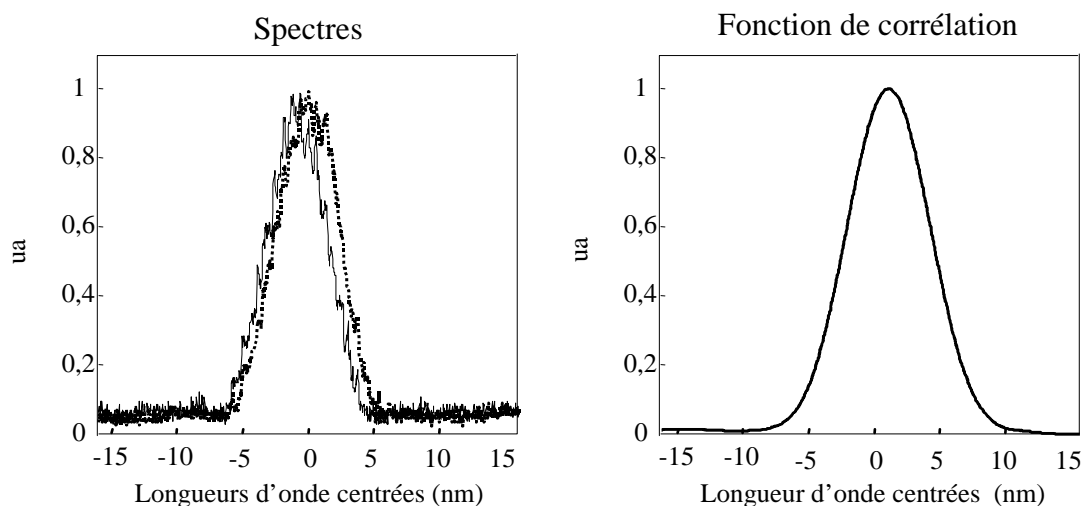 Spectres
ua
1
0,8
0,6
0,4
0,2
0
-15 -10 -5 0 5 10 15
Longueurs d’onde centrées (nm)
Fonction de corrélation
ua
1
0,8
0,6
0,4
0,2
0
-15 -10 -5 0 5 10 15
Longueur d’onde centrées (nm)